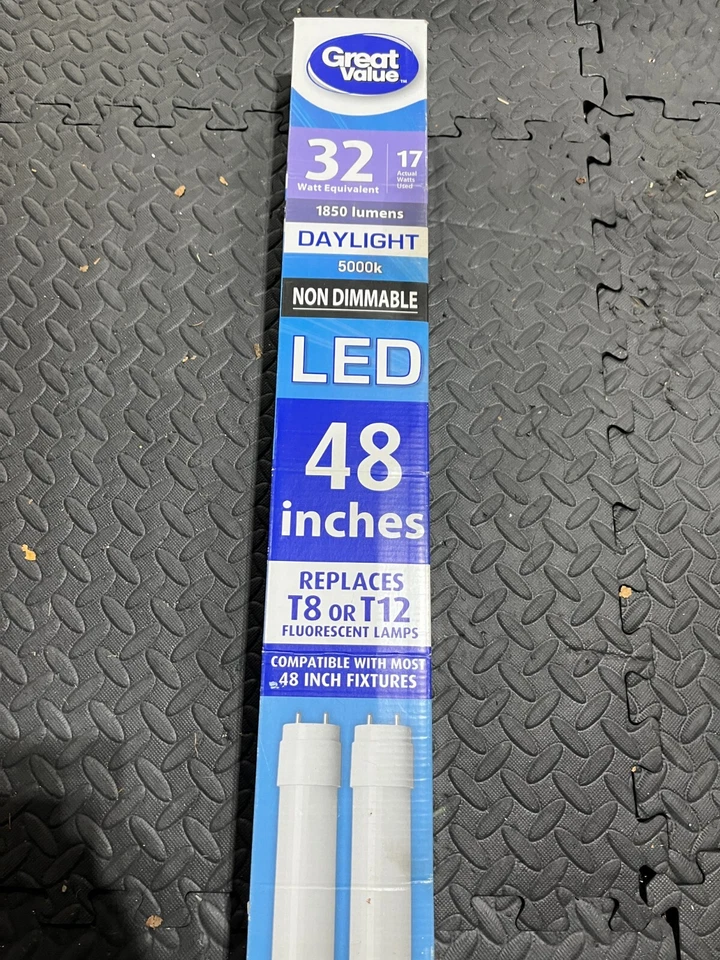 Great
Value™
32
Watt Equivalent
17
Actual
Watts
Used
1850 lumens
DAYLIGHT
5000k
NON DIMMABLE
LED
48
inches
REPLACES
T8 OR T12
FLUORESCENT LAMPS
COMPATIBLE WITH MOST
48 INCH FIXTURES